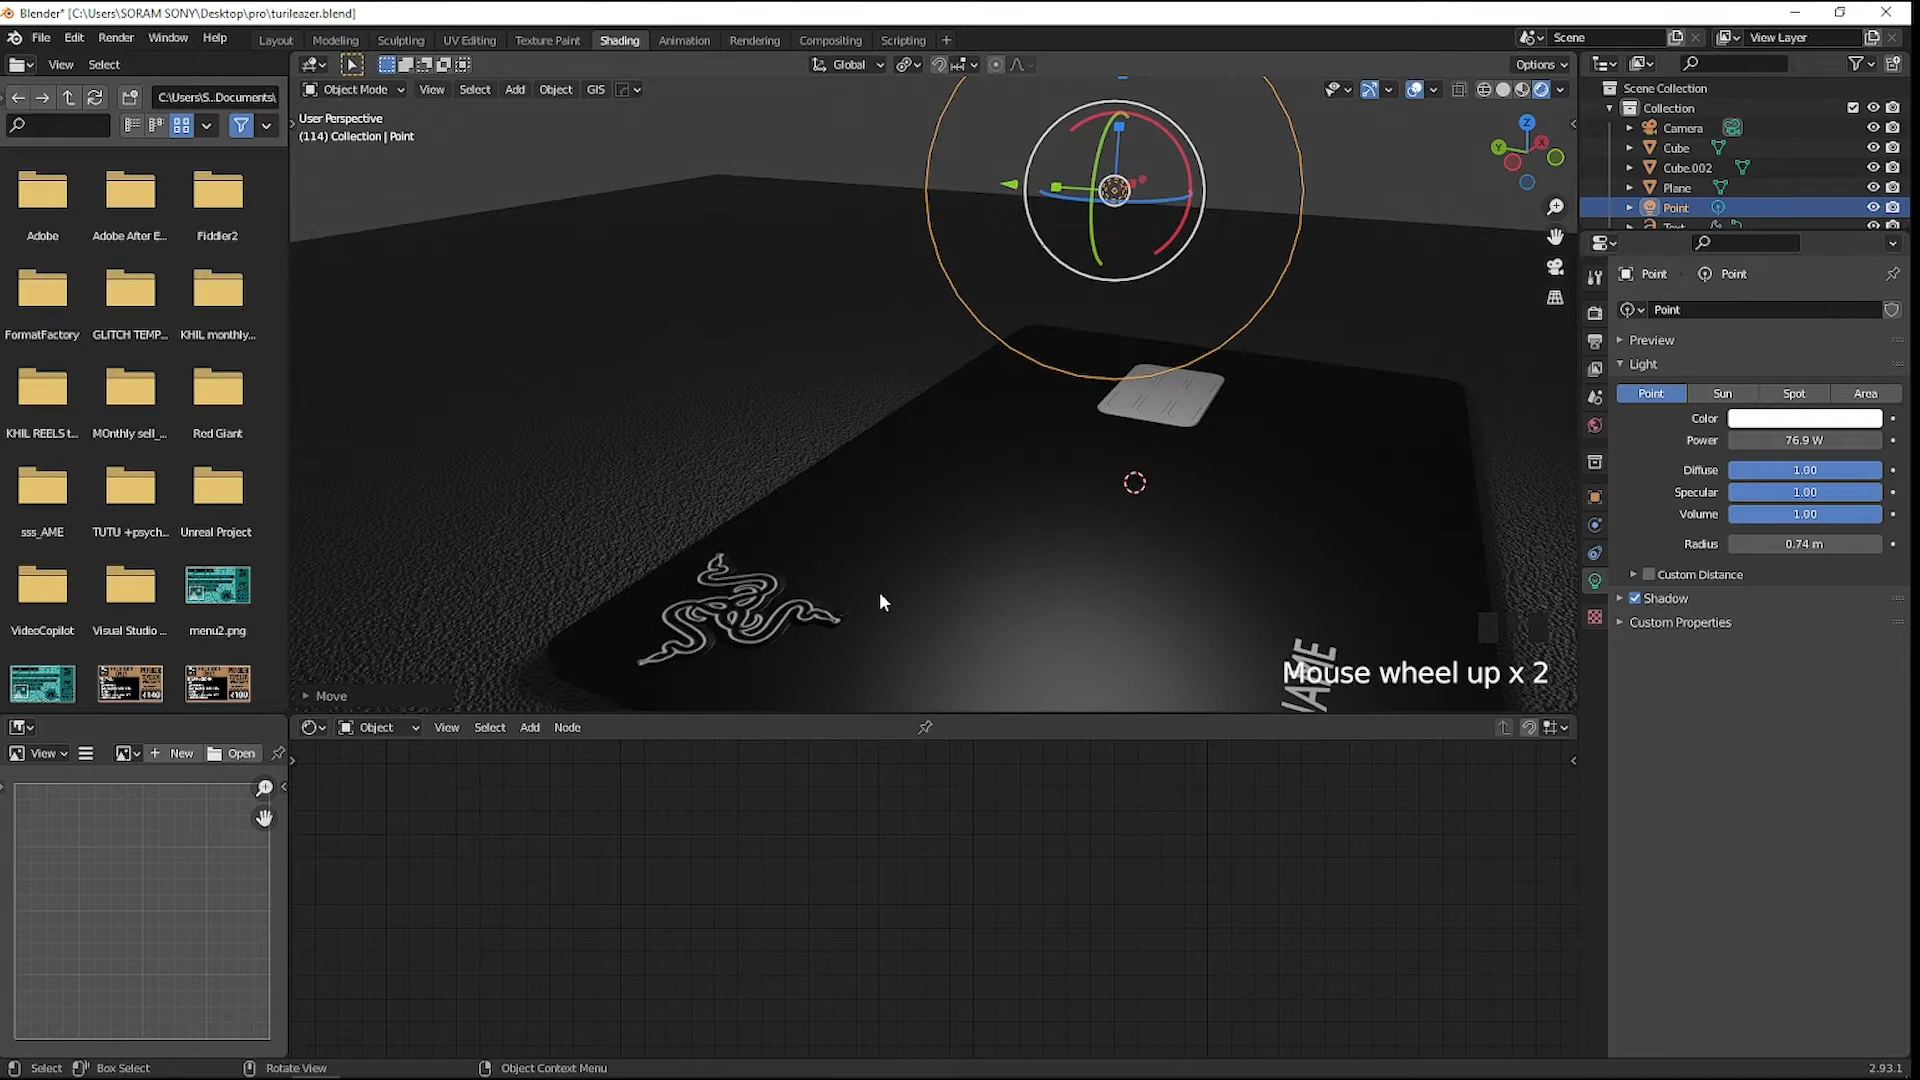 Blender* [C:\Users\SORAM SONY\Desktop\pro\turileazer.blend]
File Edit Render Window Help
Layout Modeling Sculpting UV Editing Texture Paint Shading Animation Rendering Compositing Scripting +
Scene
View Layer
View Select
Global
Options
C:\Users\S..Documents\
Object Mode View Select Add Object GIS
User Perspective
(114) Collection | Point
Z
Y
X
Scene Collection
Collection
Camera
Cube
Cube.002
Plane
Point
Text
Adobe
Adobe After E...
Fiddler2
FormatFactory
GLITCH TEMP...
KHIL monthly...
KHIL REELS t...
MOnthly sell_...
Red Giant
sss_AME
TUTU +psych...
Unreal Project
VideoCopilot
Visual Studio ...
menu2.png
Point Point
Point
Preview
Light
Point Sun Spot Area
Color
Power 76.9 W
Diffuse 1.00
Specular 1.00
Volume 1.00
Radius 0.74 m
Custom Distance
Shadow
Custom Properties
Mouse wheel up x 2
Move
Object View Select Add Node
View New Open
Select Box Select Rotate View Object Context Menu
2.93.1